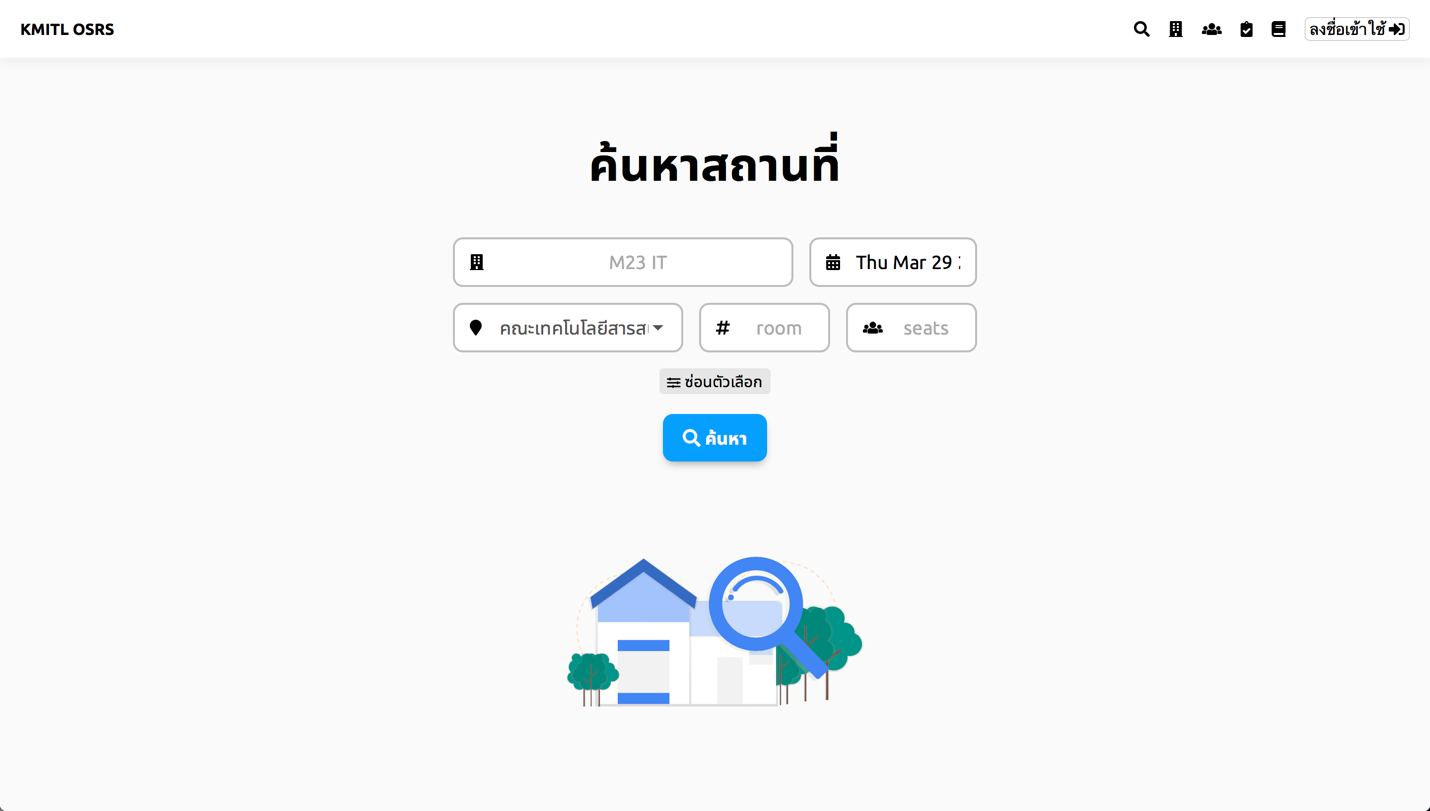 KMITL OSRS
ลงชื่อเข้าใช้
ค้นหาสถานที่
M23 IT
Thu Mar 29
คณะเทคโนโลยีสารส
# room
seats
ซ่อนตัวเลือก
ค้นหา